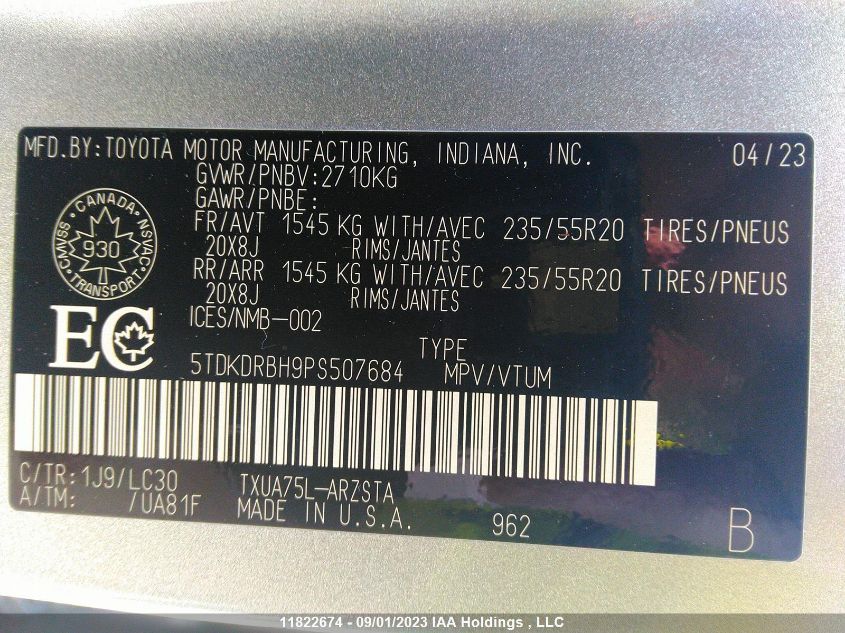 MFD.BY:TOYOTA MOTOR MANUFACTURING, INDIANA, INC. 04/23
GVWR/PNBV:2710KG
GAWR/PNBE:
FR/AVT 1545 KG WITH/AVEC 235/55R20 TIRES/PNEUS
20X8J RIMS/JANTES
RR/ARR 1545 KG WITH/AVEC 235/55R20 TIRES/PNEUS
20X8J RIMS/JANTES
ICES/NMB-002
CANADA
CMVSS 930 NSVAC
TRANSPORT
EC
TYPE
5TDKDRBH9PS507684 MPV/VTUM
C/TR:1J9/LC30 TXUA75L-ARZSTA
A/TM: /UA81F MADE IN U.S.A. 962 B
11822674 - 09/01/2023 IAA Holdings , LLC